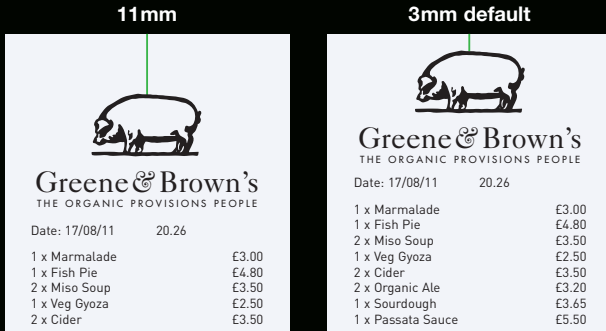 11mm
Greene & Brown's
THE ORGANIC PROVISIONS PEOPLE
Date: 17/08/11 20.26
1 x Marmalade £3.00
1 x Fish Pie £4.80
2 x Miso Soup £3.50
1 x Veg Gyoza £2.50
2 x Cider £3.50
3mm default
Greene & Brown's
THE ORGANIC PROVISIONS PEOPLE
Date: 17/08/11 20.26
1 x Marmalade £3.00
1 x Fish Pie £4.80
2 x Miso Soup £3.50
1 x Veg Gyoza £2.50
2 x Cider £3.50
2 x Organic Ale £3.20
1 x Sourdough £3.65
1 x Passata Sauce £5.50